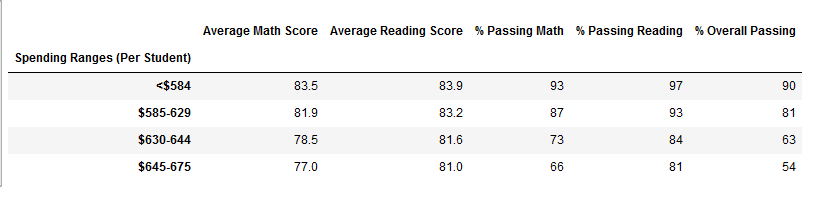 Average Math Score Average Reading Score % Passing Math % Passing Reading % Overall Passing
Spending Ranges (Per Student)
<$584 83.5 83.9 93 97 90
$585-629 81.9 83.2 87 93 81
$630-644 78.5 81.6 73 84 63
$645-675 77.0 81.0 66 81 54